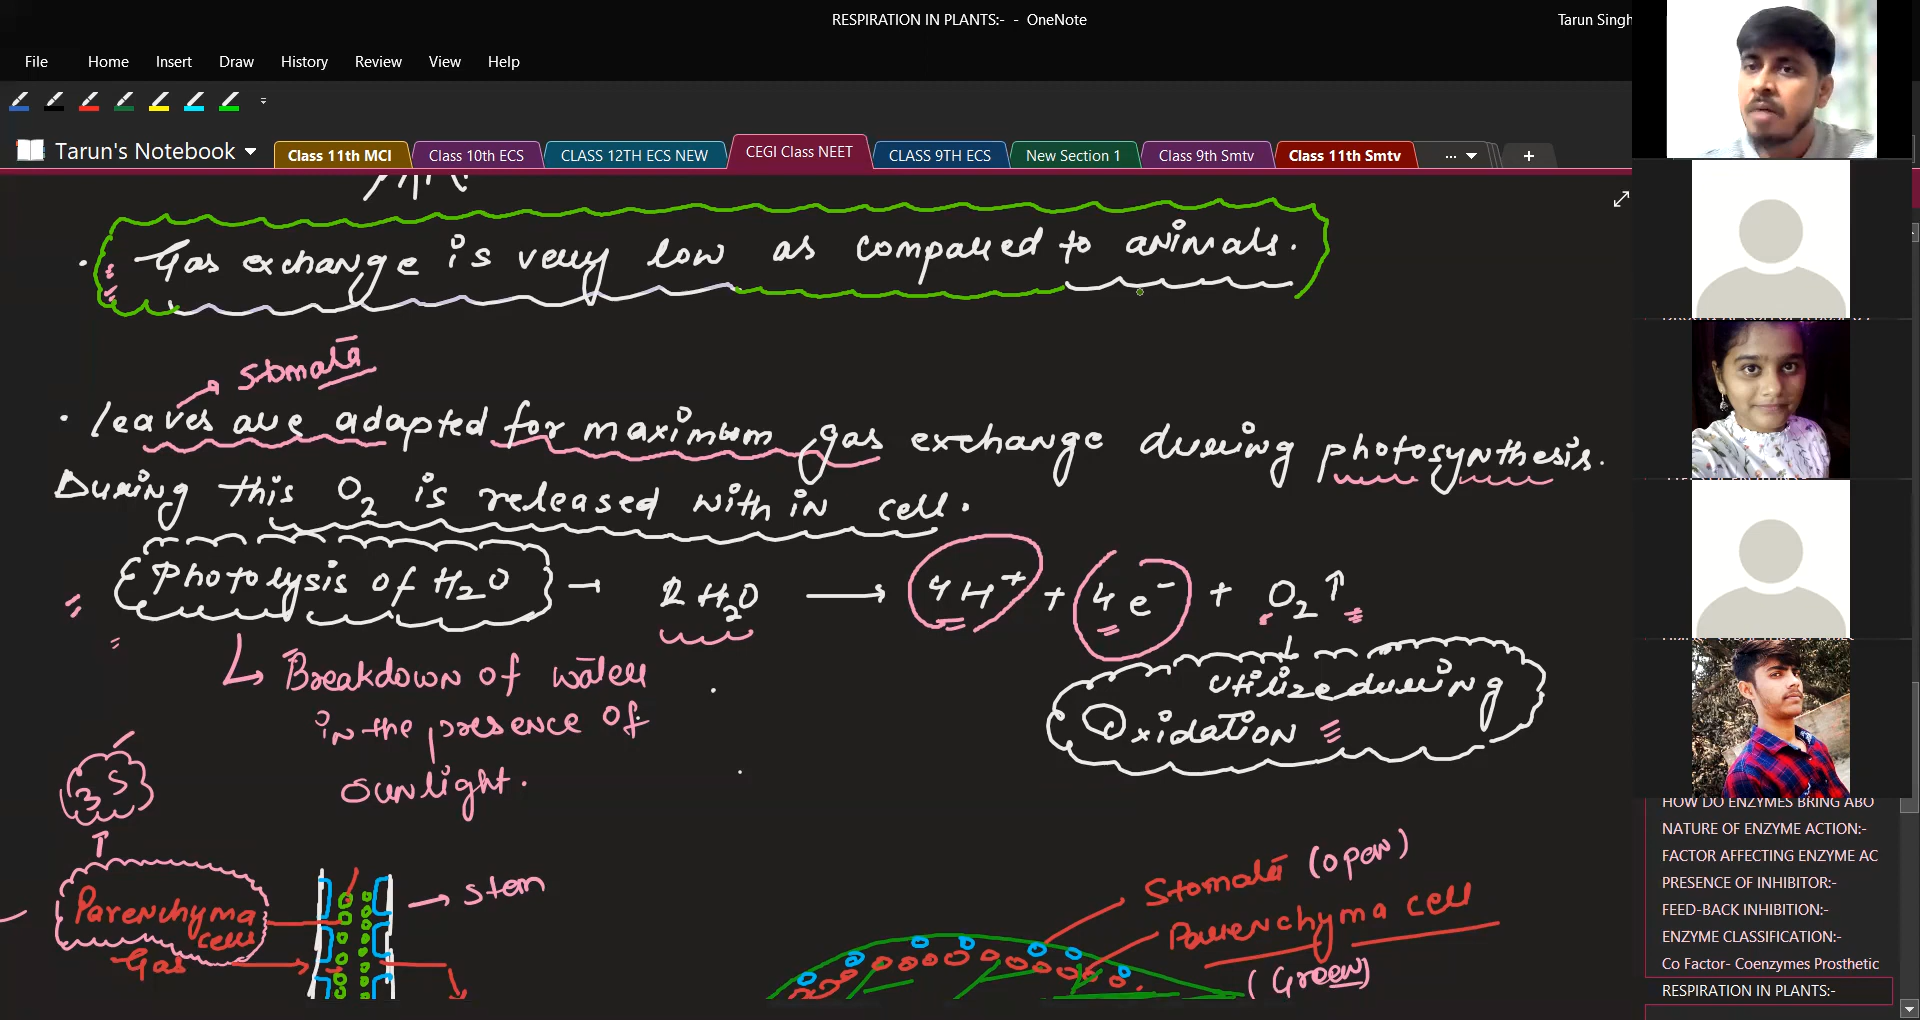 RESPIRATION IN PLANTS:- - OneNote
Tarun Singh
File Home Insert Draw History Review View Help
Tarun's Notebook
Class 11th MCI
Class 10th ECS
CLASS 12TH ECS NEW
CEGI Class NEET
CLASS 9TH ECS
New Section 1
Class 9th Smtv
Class 11th Smtv
...
+
· Gas exchange is very low as compared to animals.
Stomata
· leaves are adapted for maximum gas exchange during photosynthesis.
During this O₂ is released with in cell.
Photolysis of H₂O → 2H₂O → 4H⁺ + 4e⁻ + O₂ ↑
Breakdown of water
in the presence of
sunlight.
utilize during
Oxidation
3S
Parenchyma
cell
Gas
Stem
Stomata (open)
Parenchyma cell
(Green)
HOW DO ENZYMES BRING ABO
NATURE OF ENZYME ACTION:-
FACTOR AFFECTING ENZYME AC
PRESENCE OF INHIBITOR:-
FEED-BACK INHIBITION:-
ENZYME CLASSIFICATION:-
Co Factor- Coenzymes Prosthetic
RESPIRATION IN PLANTS:-